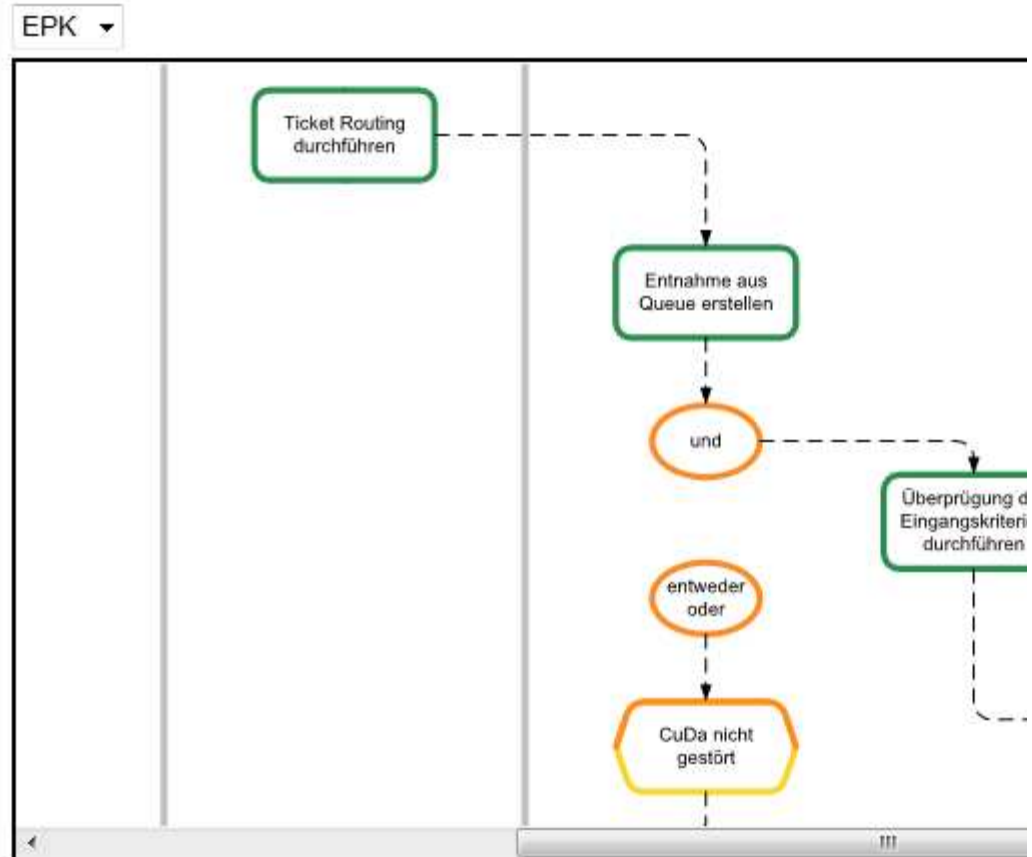 EPK
Ticket Routing
durchführen
Entnahme aus
Queue erstellen
und
Überprügung d
Eingangskriteri
durchführen
entweder
oder
CuDa nicht
gestört